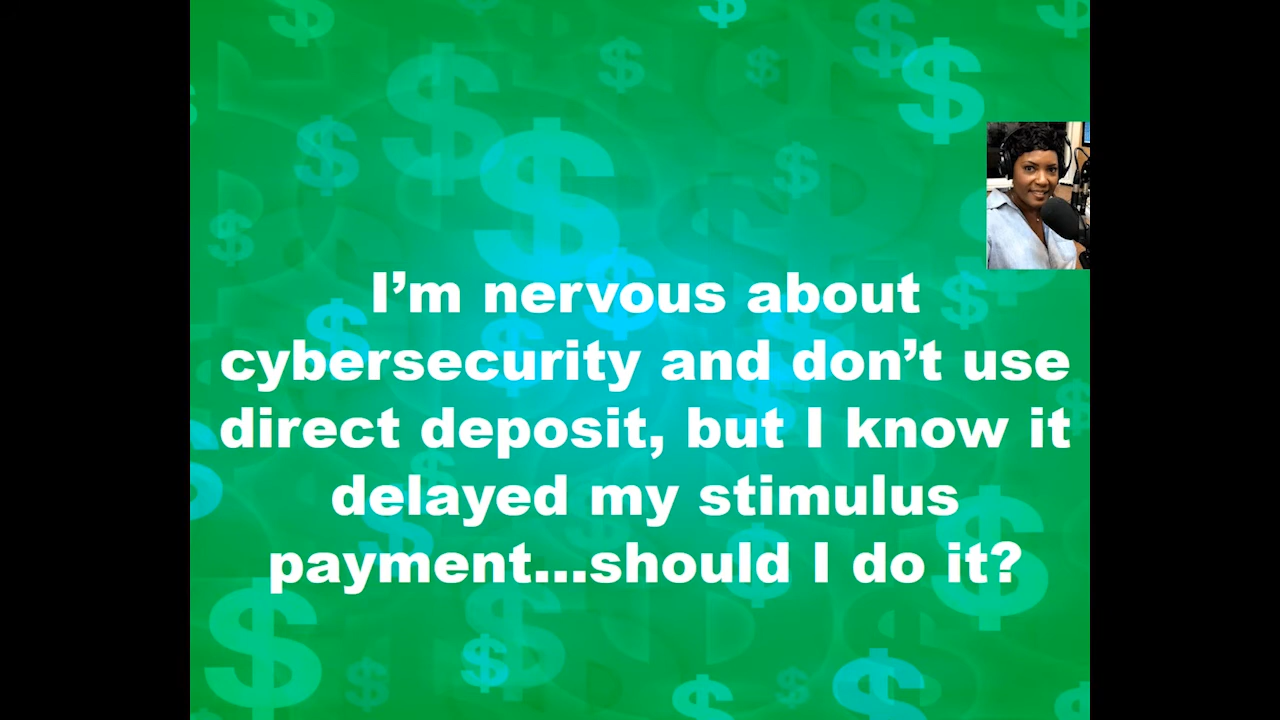 I’m nervous about
cybersecurity and don’t use
direct deposit, but I know it
delayed my stimulus
payment...should I do it?